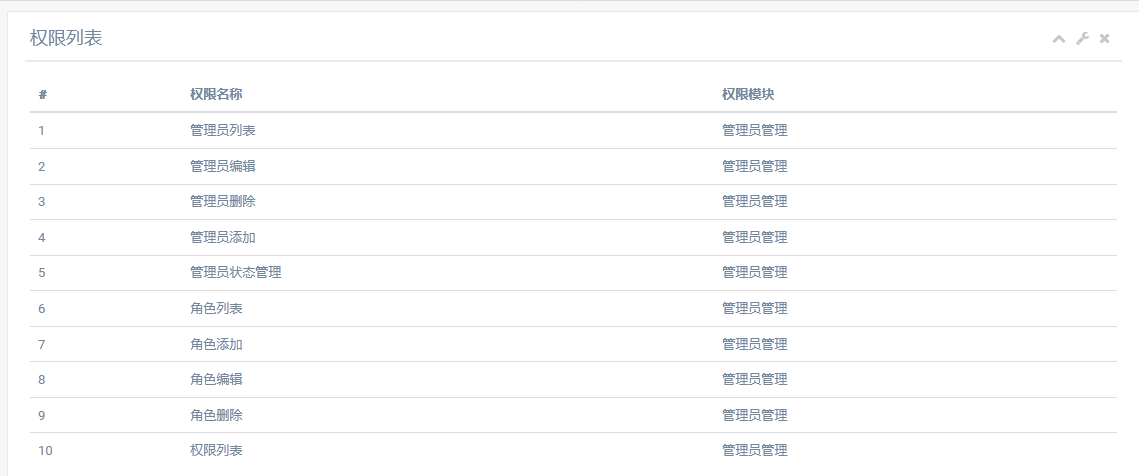 权限列表
# 权限名称 权限模块
1 管理员列表 管理员管理
2 管理员编辑 管理员管理
3 管理员删除 管理员管理
4 管理员添加 管理员管理
5 管理员状态管理 管理员管理
6 角色列表 管理员管理
7 角色添加 管理员管理
8 角色编辑 管理员管理
9 角色删除 管理员管理
10 权限列表 管理员管理